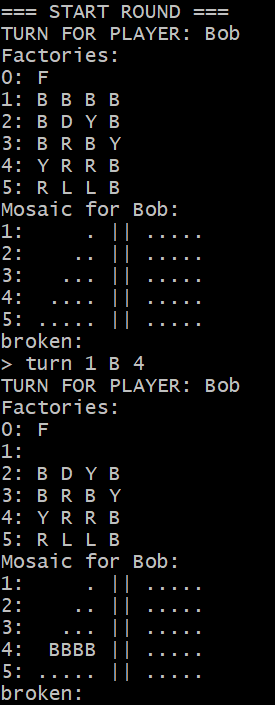 === START ROUND ===
TURN FOR PLAYER: Bob
Factories:
0: F
1: B B B B
2: B D Y B
3: B R B Y
4: Y R R B
5: R L L B
Mosaic for Bob:
1:     . || .....
2:    .. || .....
3:   ... || .....
4:  .... || .....
5: ..... || .....
broken:
> turn 1 B 4
TURN FOR PLAYER: Bob
Factories:
0: F
1:
2: B D Y B
3: B R B Y
4: Y R R B
5: R L L B
Mosaic for Bob:
1:     . || .....
2:    .. || .....
3:   ... || .....
4:  BBBB || .....
5: ..... || .....
broken: